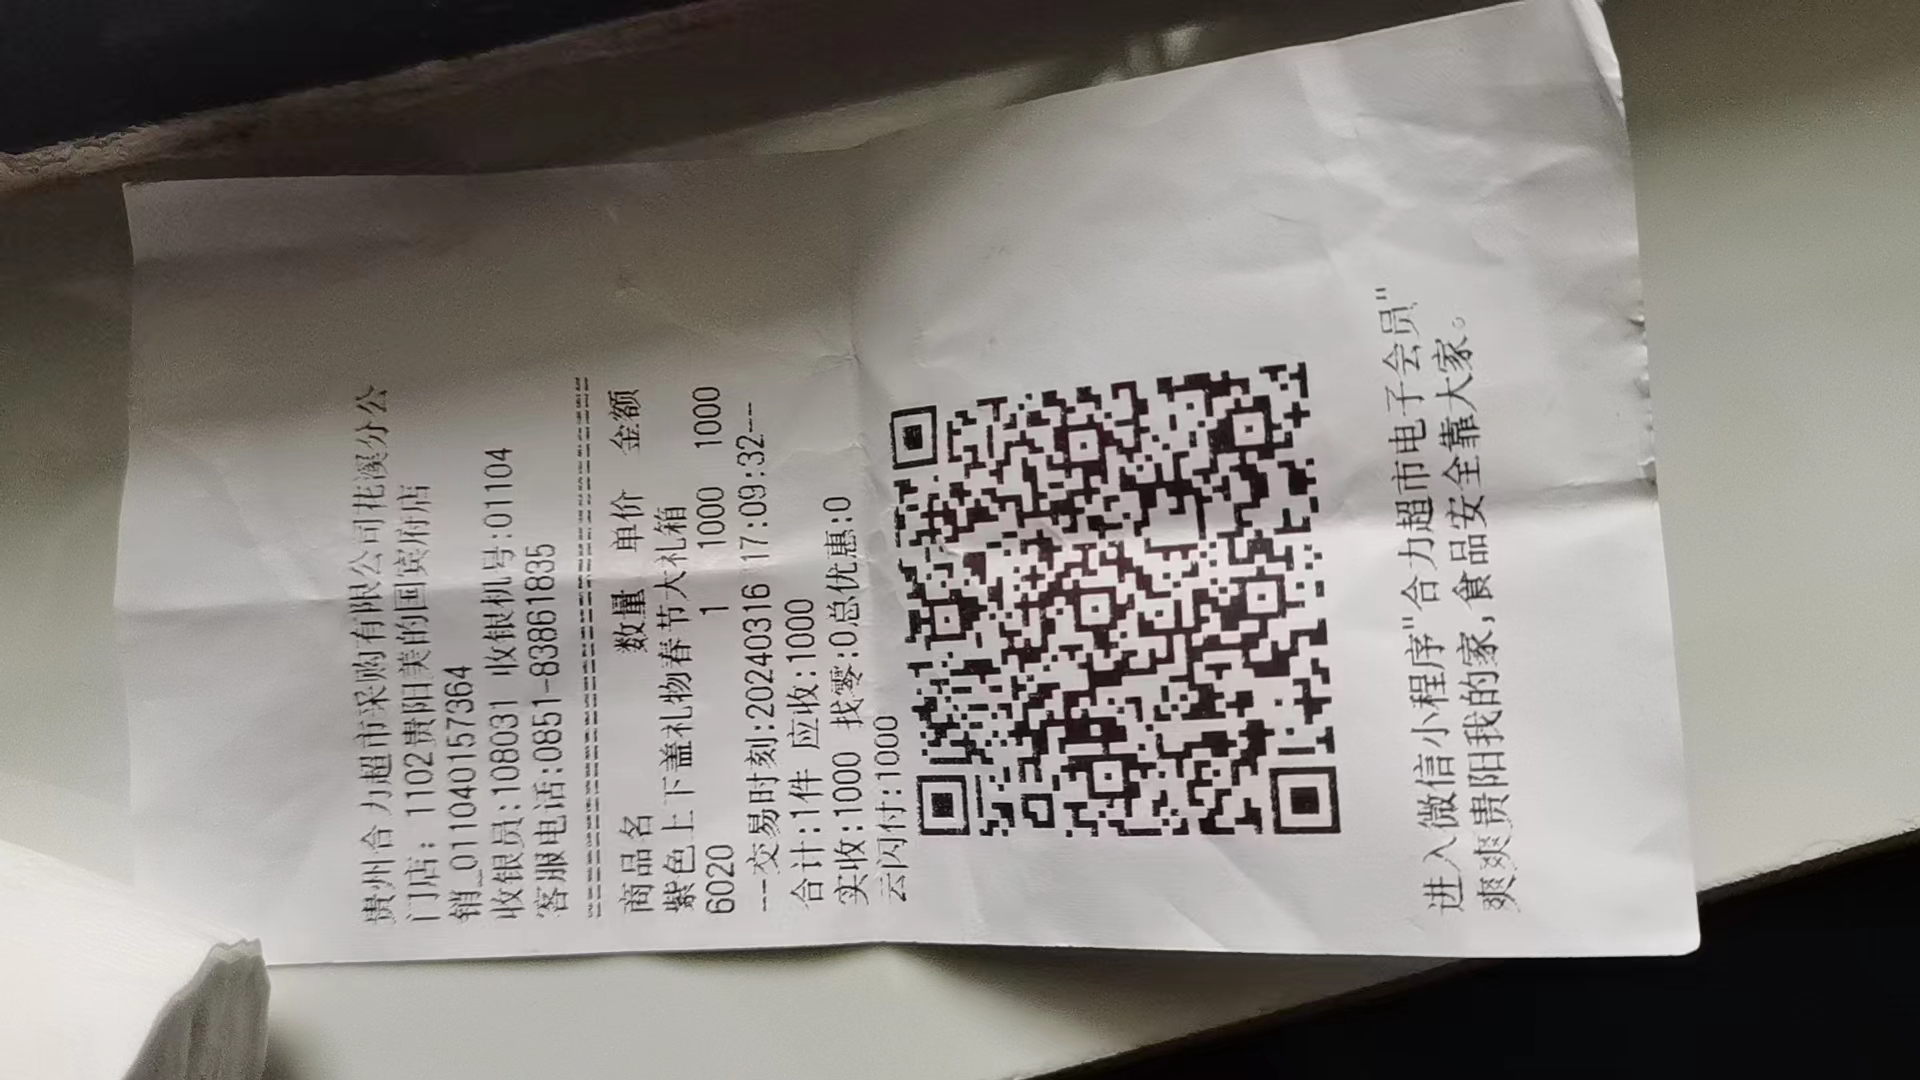 贵州合力超市采购有限公司花溪分公
门店: 1102贵阳美的国宾府店
销_011040157364
收银员:108031 收银机号:01104
客服电话:0851-83861835
==========================================
商品名 数量 单价 金额
紫色上下盖礼物春节大礼箱
6020 1 1000 1000
---交易时刻:20240316 17:09:32---
合计:1件 应收:1000
实收:1000 找零:0总优惠:0
云闪付:1000
进入微信小程序"合力超市电子会员"
爽爽贵阳我的家,食品安全靠大家。